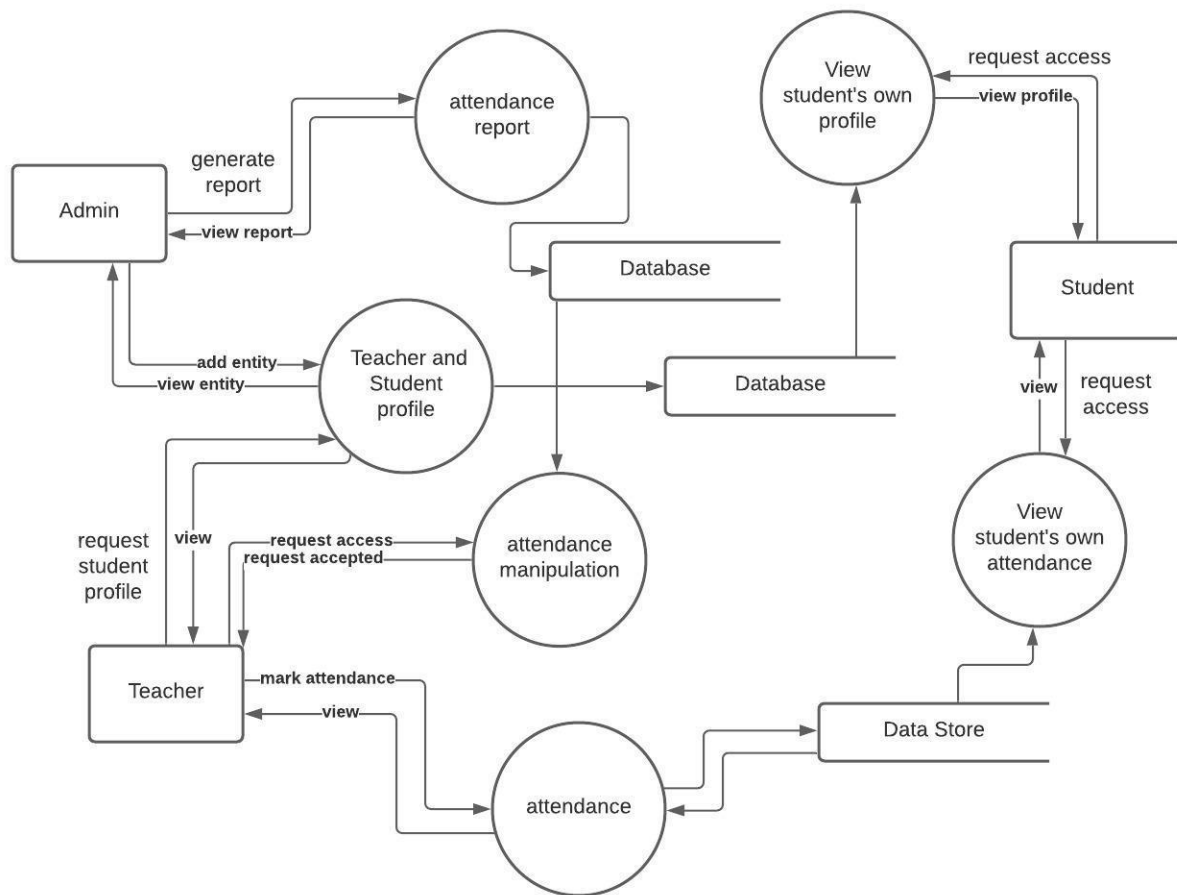 attendance
report
View
student's own
profile
request access
view profile
generate
report
Admin
view report
Database
Student
add entity
view entity
Teacher and
Student
profile
Database
view
request
access
request
student
profile
view
request access
request accepted
attendance
manipulation
View
student's own
attendance
Teacher
mark attendance
view
Data Store
attendance